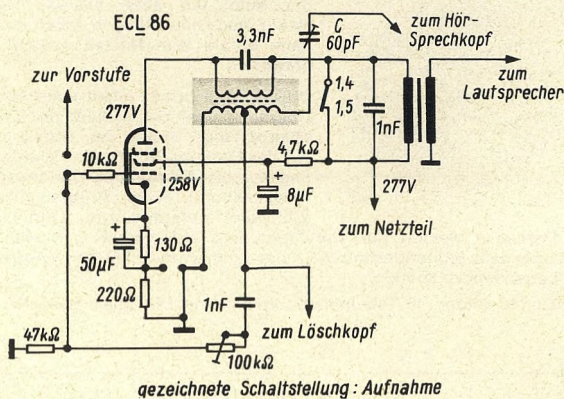 ECL 86
3,3nF
C
60pF
zum Hör-
Sprechkopf
zum
Lautsprecher
zur Vorstufe
277V
1,4
1,5
1nF
10kΩ
258V
4,7kΩ
+
8µF
277V
zum Netzteil
+
50µF
130Ω
220Ω
1nF
zum Löschkopf
47kΩ
100kΩ
gezeichnete Schaltstellung: Aufnahme